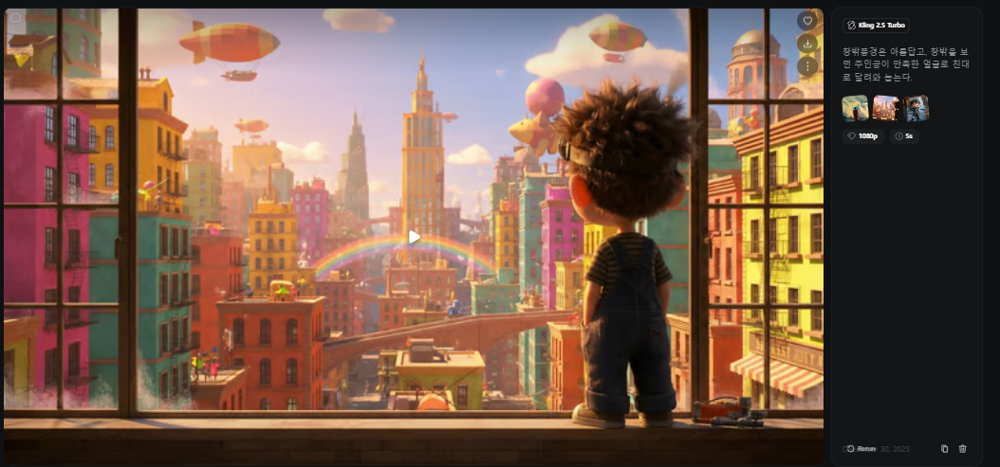 Kling 2.5 Turbo
창밖풍경은 아름답고, 창밖을 보
던 주인공이 만족한 얼굴로 침대
로 달려와 눕는다.
1080p
5s
Rerun 30, 2025